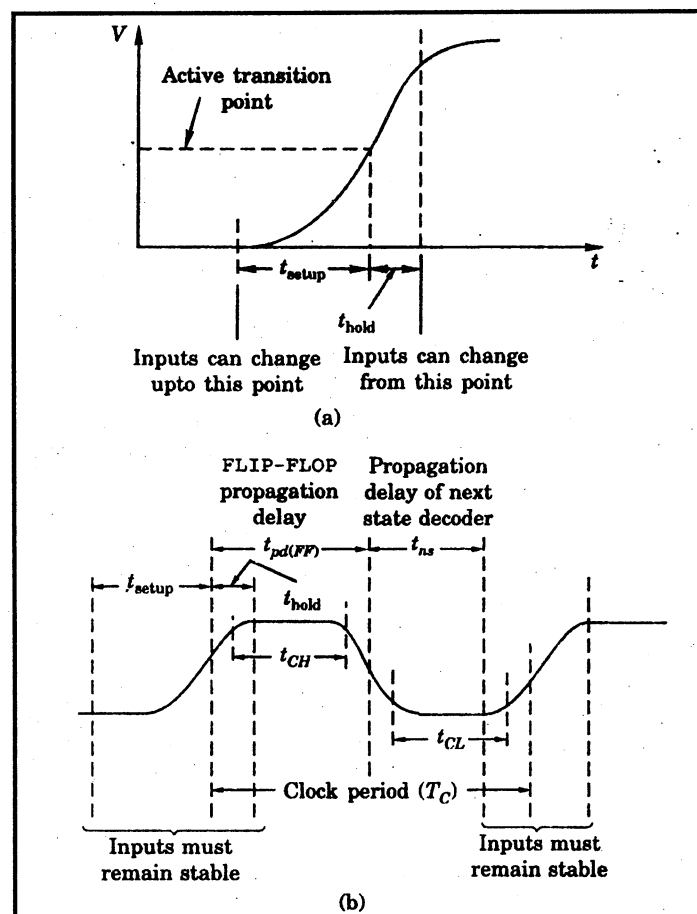 V
Active transition
point
t
t_setup
t_hold
Inputs can change
upto this point
Inputs can change
from this point
(a)
FLIP-FLOP
propagation
delay
Propagation
delay of next
state decoder
t_pd(FF)
t_ns
t_setup
t_hold
t_CH
t_CL
Clock period (T_C)
Inputs must
remain stable
Inputs must
remain stable
(b)